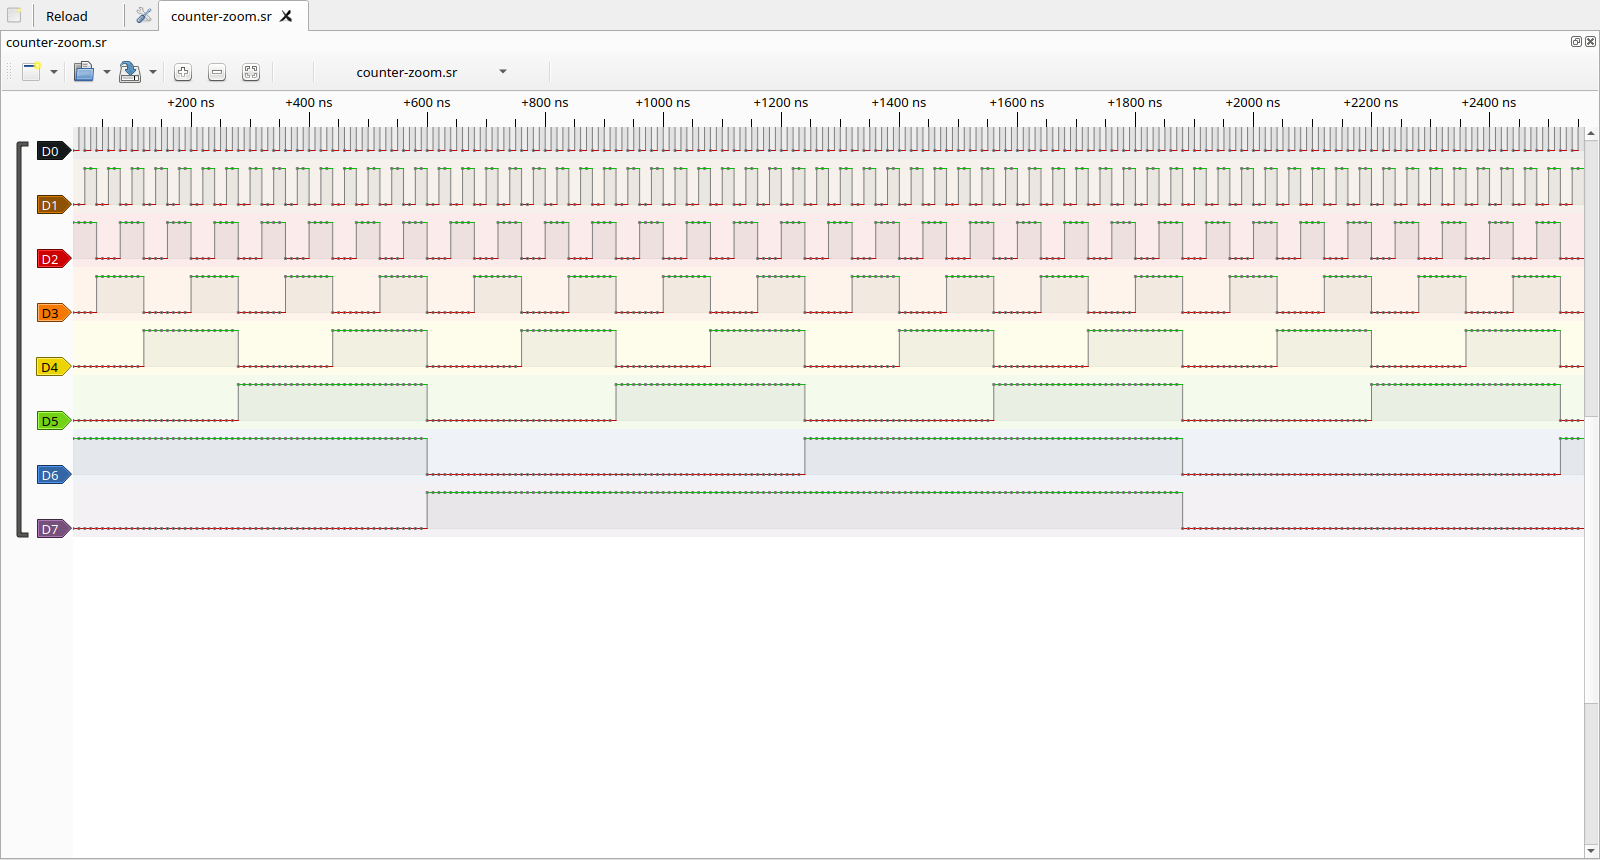 Reload
counter-zoom.sr
counter-zoom.sr
counter-zoom.sr
+200 ns +400 ns +600 ns +800 ns +1000 ns +1200 ns +1400 ns +1600 ns +1800 ns +2000 ns +2200 ns +2400 ns
D0
D1
D2
D3
D4
D5
D6
D7